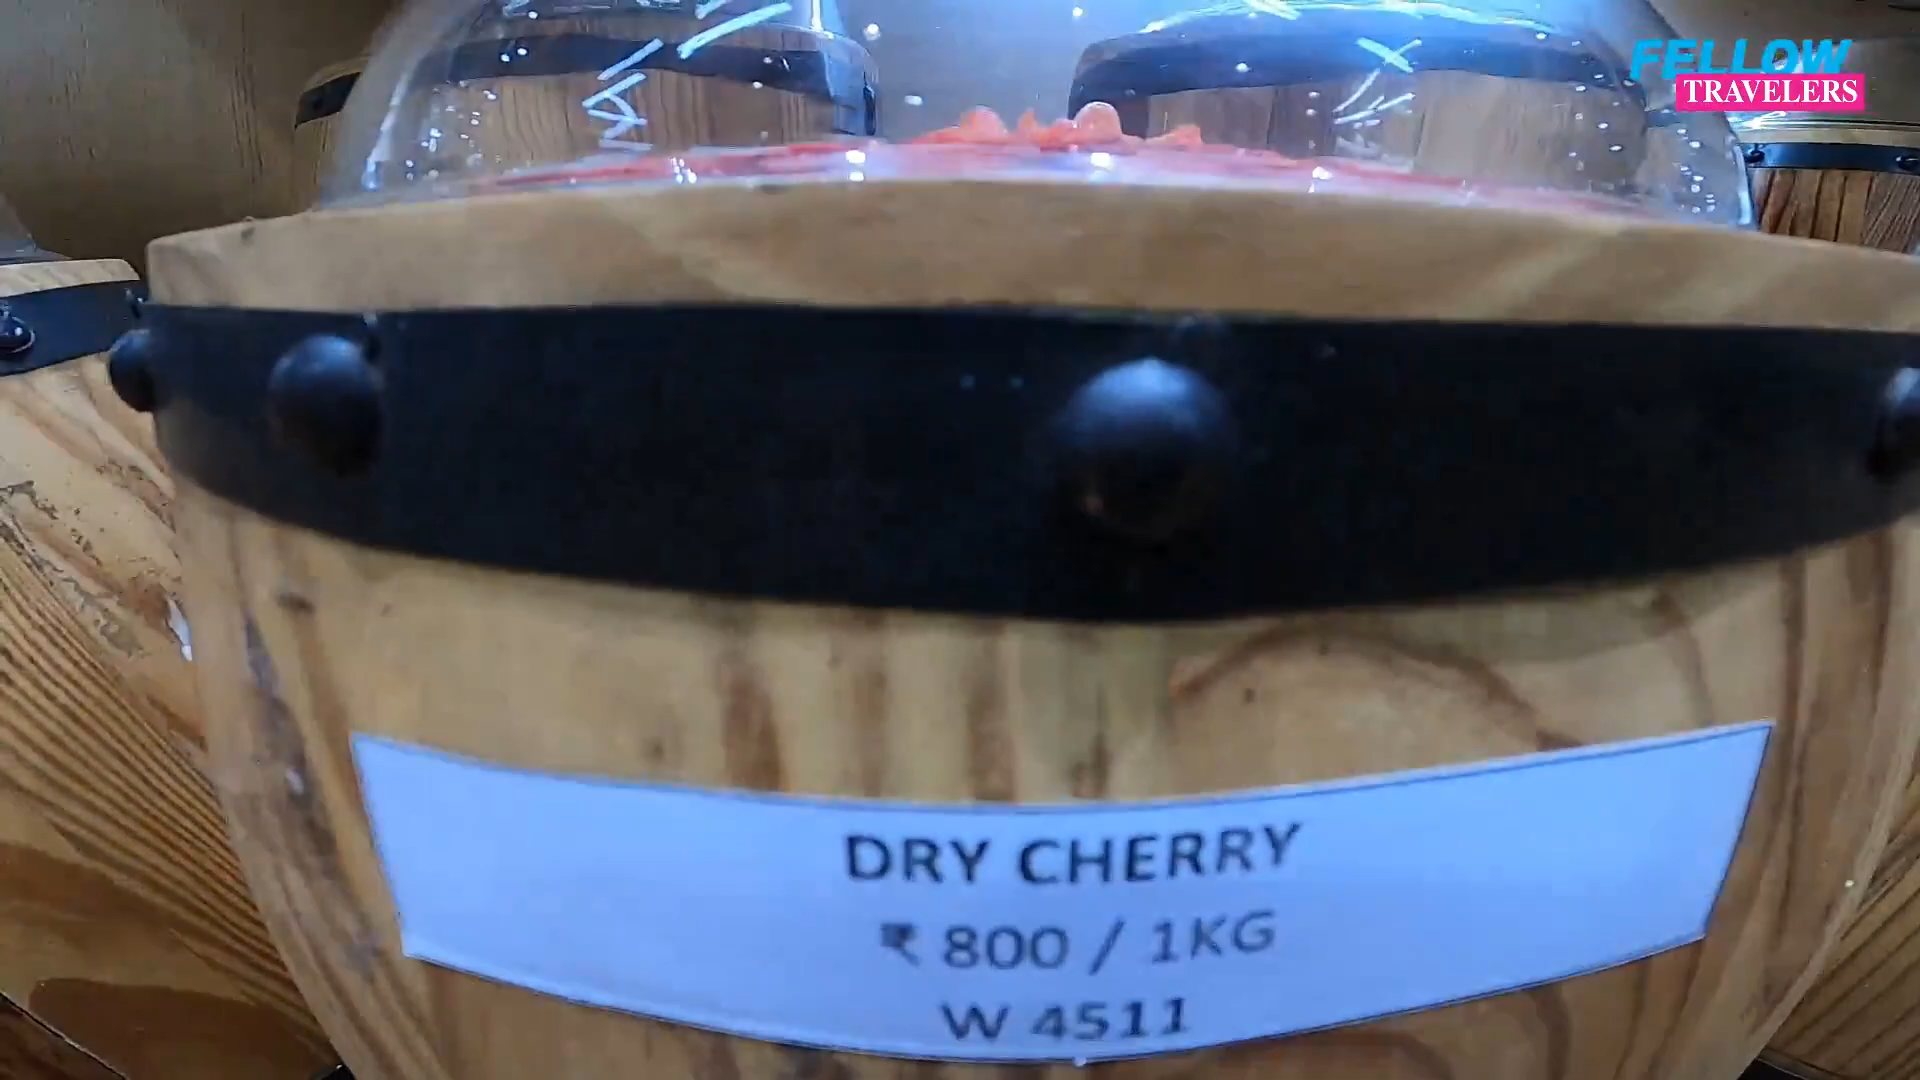 FELLOW
TRAVELERS
DRY CHERRY
₹ 800 / 1KG
W 4511